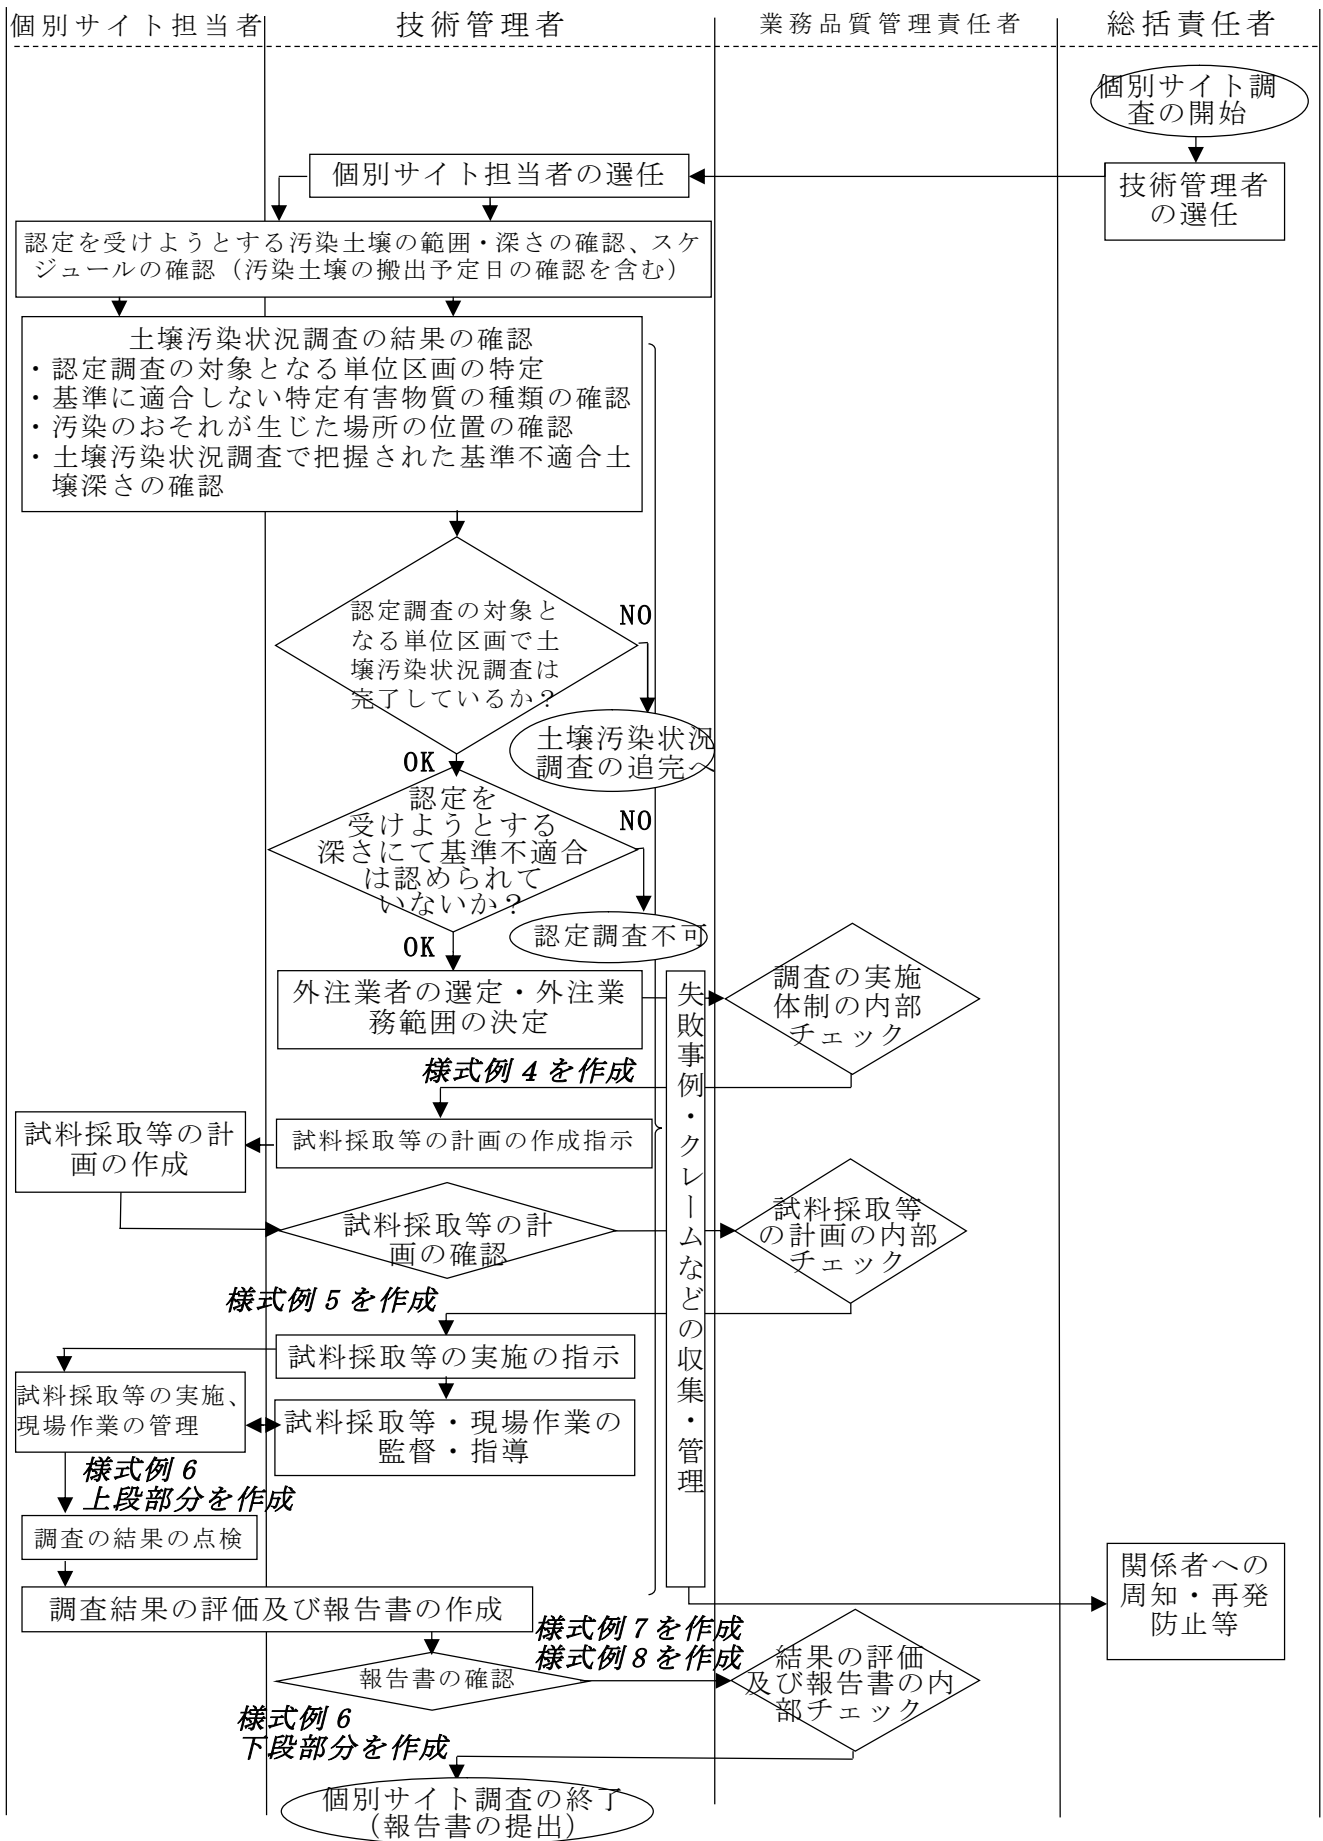 個別サイト担当者
技術管理者
業務品質管理責任者
総括責任者
個別サイト調
査の開始
個別サイト担当者の選任
技術管理者
の選任
認定を受けようとする汚染土壌の範囲・深さの確認、スケ
ジュールの確認（汚染土壌の搬出予定日の確認を含む）
土壌汚染状況調査の結果の確認
・認定調査の対象となる単位区画の特定
・基準に適合しない特定有害物質の種類の確認
・汚染のおそれが生じた場所の位置の確認
・土壌汚染状況調査で把握された基準不適合土
壌深さの確認
認定調査の対象と
なる単位区画で土
壌汚染状況調査は
完了しているか？
NO
土壌汚染状況
調査の追完へ
OK
認定を
受けようとする
深さにて基準不適合
は認められて
いないか？
NO
認定調査不可
OK
外注業者の選定・外注業
務範囲の決定
失敗事例・クレームなどの収集・管理
調査の実施
体制の内部
チェック
様式例４を作成
試料採取等の計
画の作成
試料採取等の計画の作成指示
試料採取等の計
画の確認
試料採取等
の計画の内部
チェック
様式例５を作成
試料採取等の実施の指示
試料採取等の実施、
現場作業の管理
試料採取等・現場作業の
監督・指導
様式例６
上段部分を作成
調査の結果の点検
関係者への
周知・再発
防止等
調査結果の評価及び報告書の作成
様式例７を作成
様式例８を作成
報告書の確認
結果の評価
及び報告書の内
部チェック
様式例６
下段部分を作成
個別サイト調査の終了
（報告書の提出）